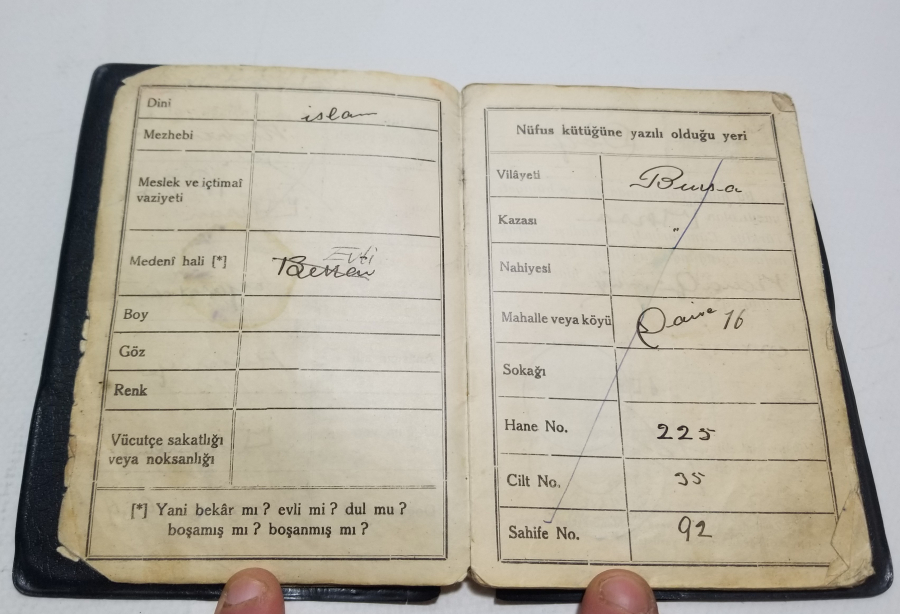 Dinî islam
Mezhebi
Meslek ve içtimaî
vaziyeti
Evli
Medenî hali [*]
Boy
Göz
Renk
Vücutçe sakatlığı
veya noksanlığı
[*] Yani bekâr mı? evli mi? dul mu?
boşamış mı? boşanmış mı?
Nüfus kütüğüne yazılı olduğu yeri
Vilâyeti Bursa
Kazası "
Nahiyesi
Mahalle veya köyü Daire 16
Sokağı
Hane No. 225
Cilt No. 35
Sahife No. 92